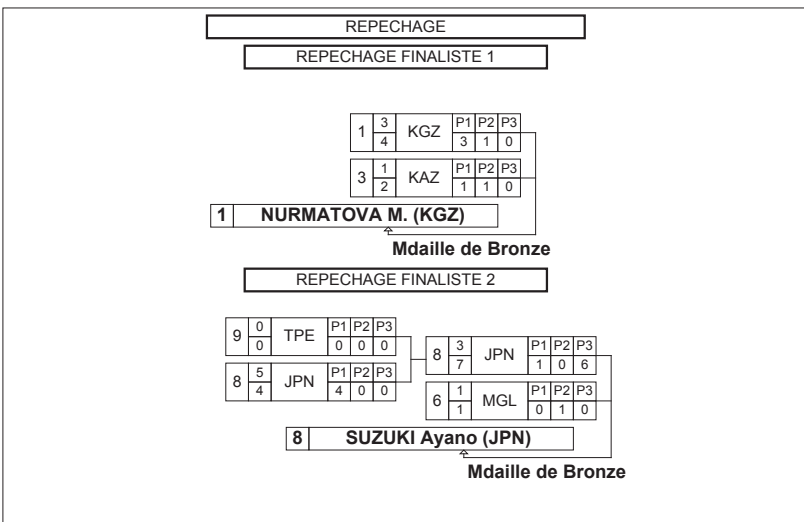 REPECHAGE
REPECHAGE FINALISTE 1
1 3 KGZ P1 P2 P3
4 3 1 0
3 1 KAZ P1 P2 P3
2 1 1 0
1 NURMATOVA M. (KGZ)
Mdaille de Bronze
REPECHAGE FINALISTE 2
9 0 TPE P1 P2 P3
0 0 0 0
8 5 JPN P1 P2 P3
4 4 0 0
8 3 JPN P1 P2 P3
7 1 0 6
6 1 MGL P1 P2 P3
1 0 1 0
8 SUZUKI Ayano (JPN)
Mdaille de Bronze